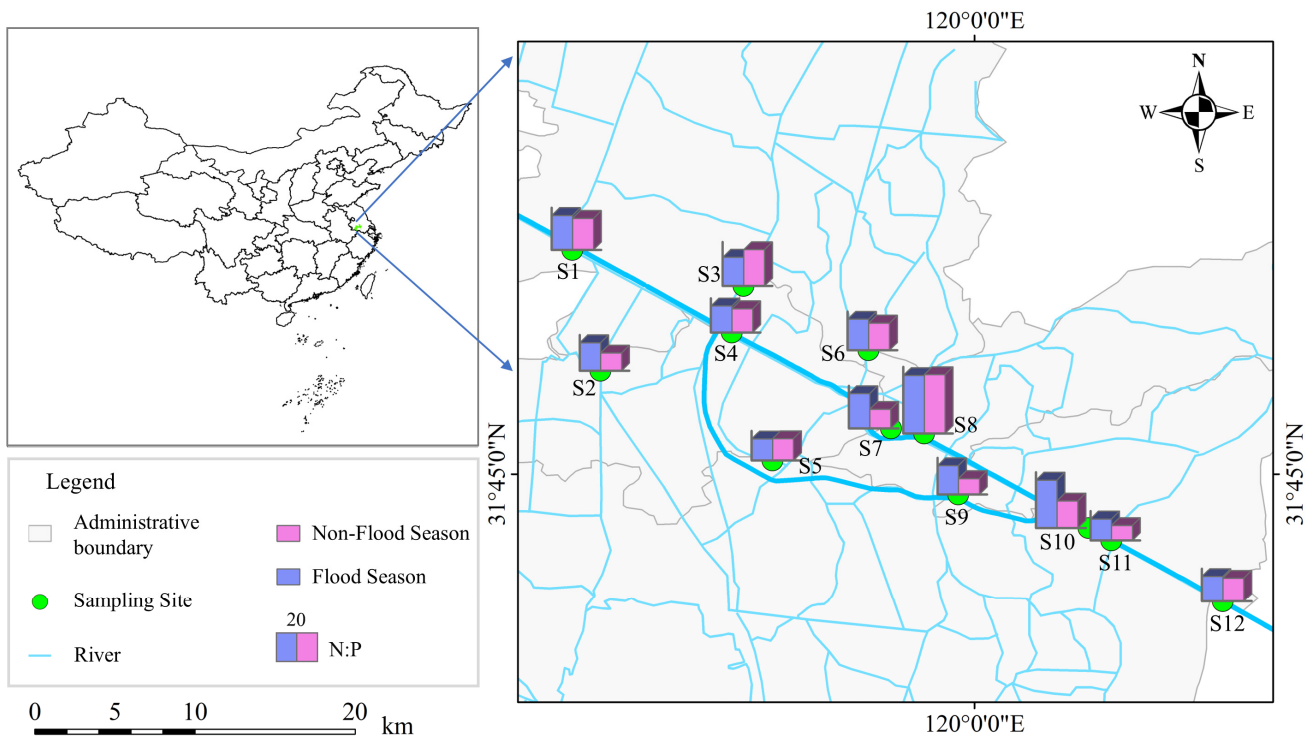 120°0'0"E
N
W
E
S
S1
S3
S4
S2
S6
S8
S7
S5
31°45'0"N
31°45'0"N
S9
S10
S11
S12
120°0'0"E
Legend
Administrative
boundary
Non-Flood Season
Sampling Site
Flood Season
20
N:P
River
0 5 10 20 km